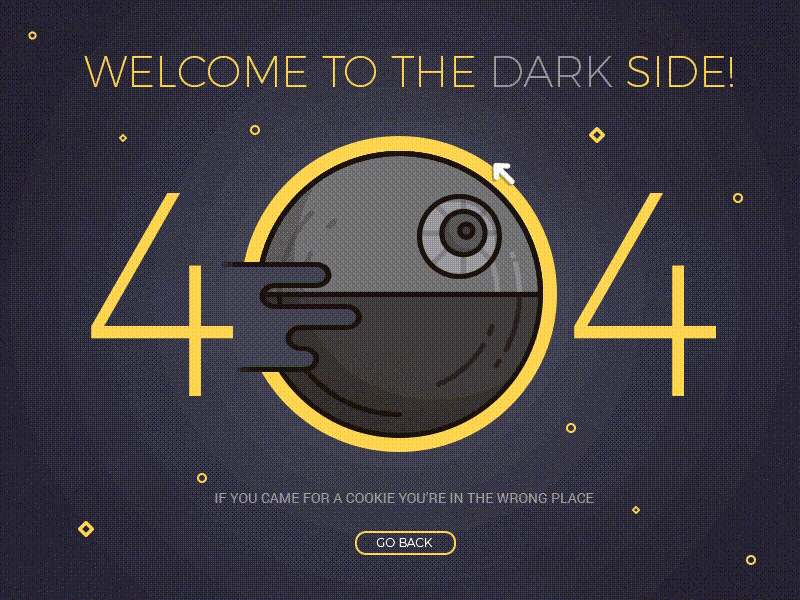 WELCOME TO THE DARK SIDE!
404
IF YOU CAME FOR A COOKIE YOU'RE IN THE WRONG PLACE
GO BACK